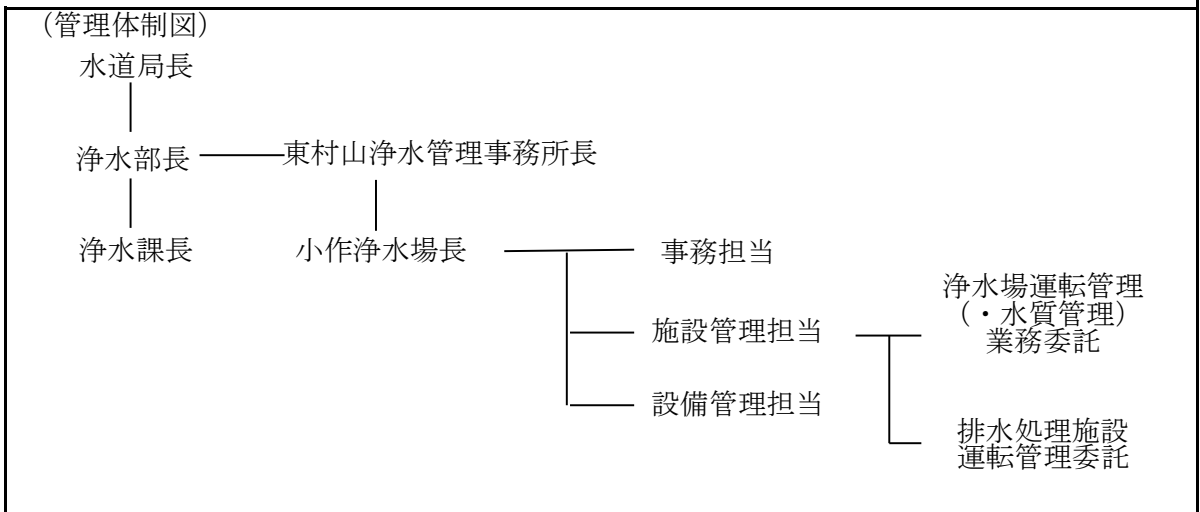 （管理体制図）
水道局長
浄水部長
東村山浄水管理事務所長
浄水課長
小作浄水場長
事務担当
施設管理担当
設備管理担当
浄水場運転管理
（・水質管理）
業務委託
排水処理施設
運転管理委託